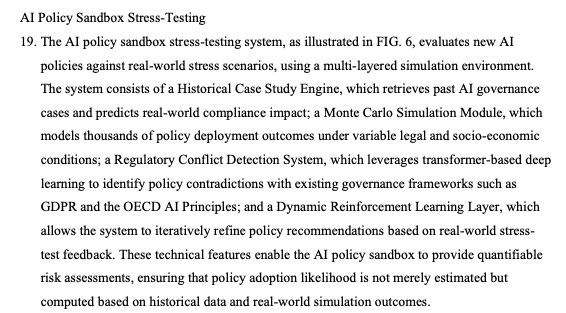 AI Policy Sandbox Stress-Testing
19. The AI policy sandbox stress-testing system, as illustrated in FIG. 6, evaluates new AI
policies against real-world stress scenarios, using a multi-layered simulation environment.
The system consists of a Historical Case Study Engine, which retrieves past AI governance
cases and predicts real-world compliance impact; a Monte Carlo Simulation Module, which
models thousands of policy deployment outcomes under variable legal and socio-economic
conditions; a Regulatory Conflict Detection System, which leverages transformer-based deep
learning to identify policy contradictions with existing governance frameworks such as
GDPR and the OECD AI Principles; and a Dynamic Reinforcement Learning Layer, which
allows the system to iteratively refine policy recommendations based on real-world stress-
test feedback. These technical features enable the AI policy sandbox to provide quantifiable
risk assessments, ensuring that policy adoption likelihood is not merely estimated but
computed based on historical data and real-world simulation outcomes.